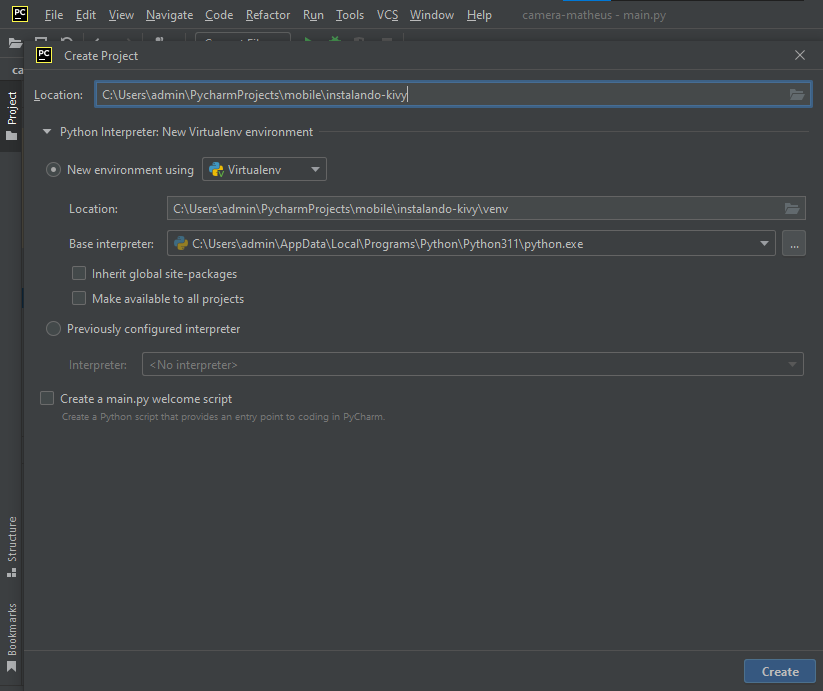 PC File Edit View Navigate Code Refactor Run Tools VCS Window Help camera-matheus - main.py
PC Create Project
Location: C:\Users\admin\PycharmProjects\mobile\instalando-kivy
Project
Python Interpreter: New Virtualenv environment
New environment using Virtualenv
Location: C:\Users\admin\PycharmProjects\mobile\instalando-kivy\venv
Base interpreter: C:\Users\admin\AppData\Local\Programs\Python\Python311\python.exe ...
Inherit global site-packages
Make available to all projects
Previously configured interpreter
Interpreter: <No interpreter>
Create a main.py welcome script
Create a Python script that provides an entry point to coding in PyCharm.
Structure
Bookmarks
Create